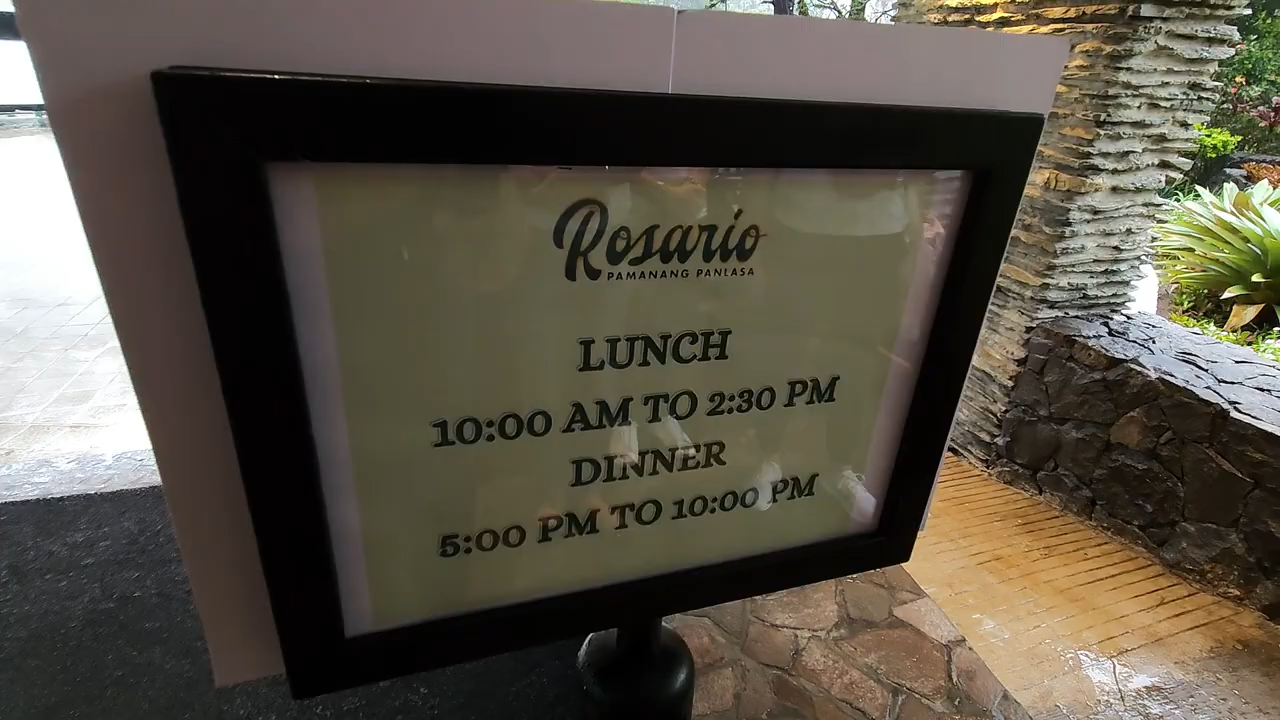 Rosario
PAMANANG PANLASA
LUNCH
10:00 AM TO 2:30 PM
DINNER
5:00 PM TO 10:00 PM